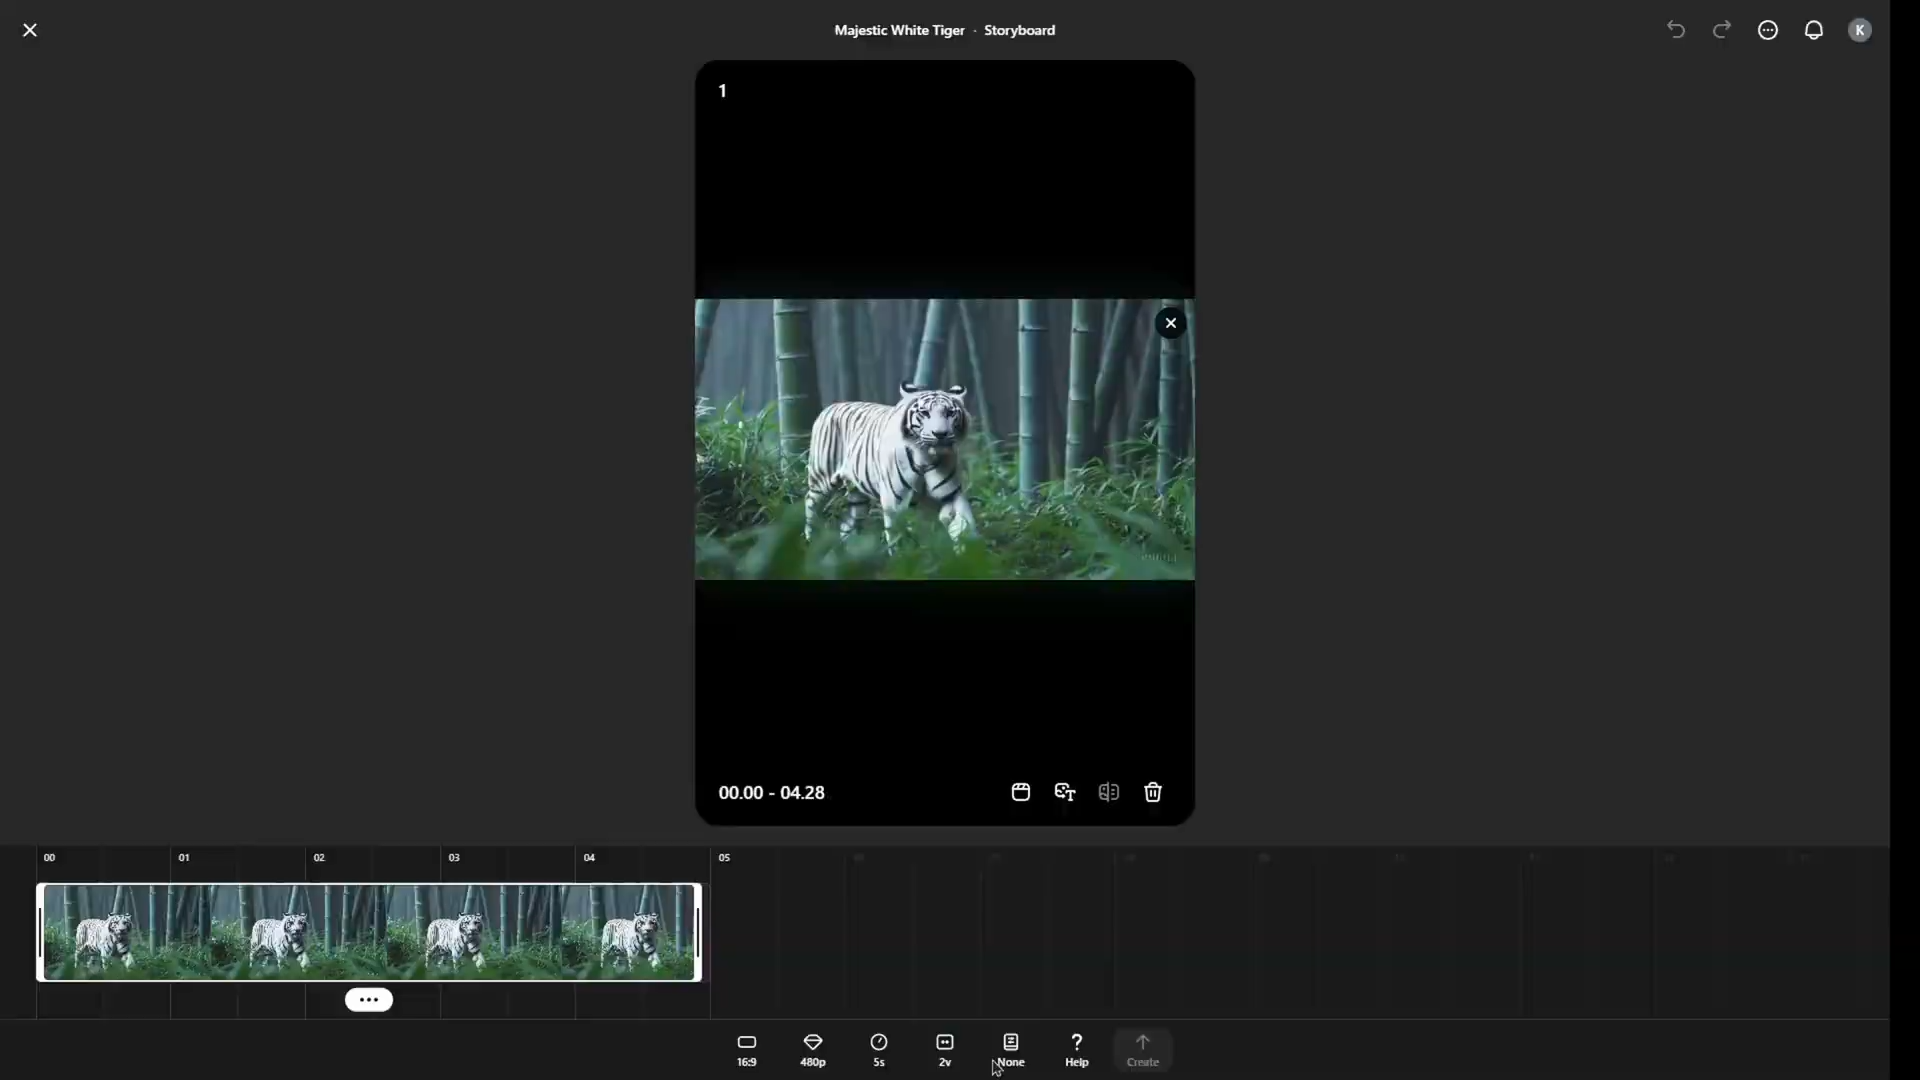 Majestic White Tiger · Storyboard
K
1
00.00 - 04.28
00 01 02 03 04 05
16:9 480p 5s 2v None Help Create